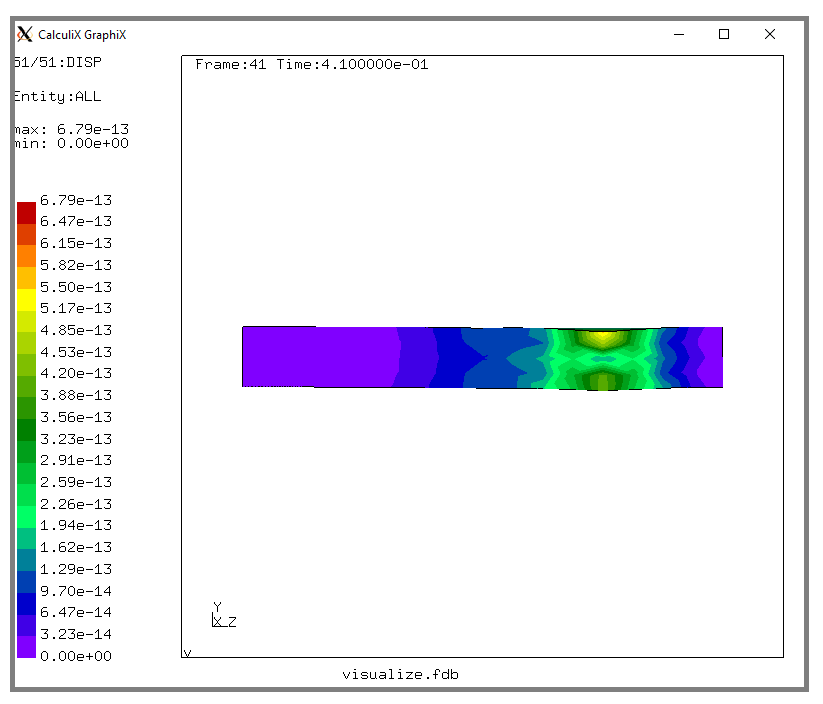 CalculiX GraphiX
51/51:DISP
Frame:41 Time:4.100000e-01
Entity:ALL
max: 6.79e-13
min: 0.00e+00
6.79e-13
6.47e-13
6.15e-13
5.82e-13
5.50e-13
5.17e-13
4.85e-13
4.53e-13
4.20e-13
3.88e-13
3.56e-13
3.23e-13
2.91e-13
2.59e-13
2.26e-13
1.94e-13
1.62e-13
1.29e-13
9.70e-14
6.47e-14
3.23e-14
0.00e+00
Y
X Z
v
visualize.fdb